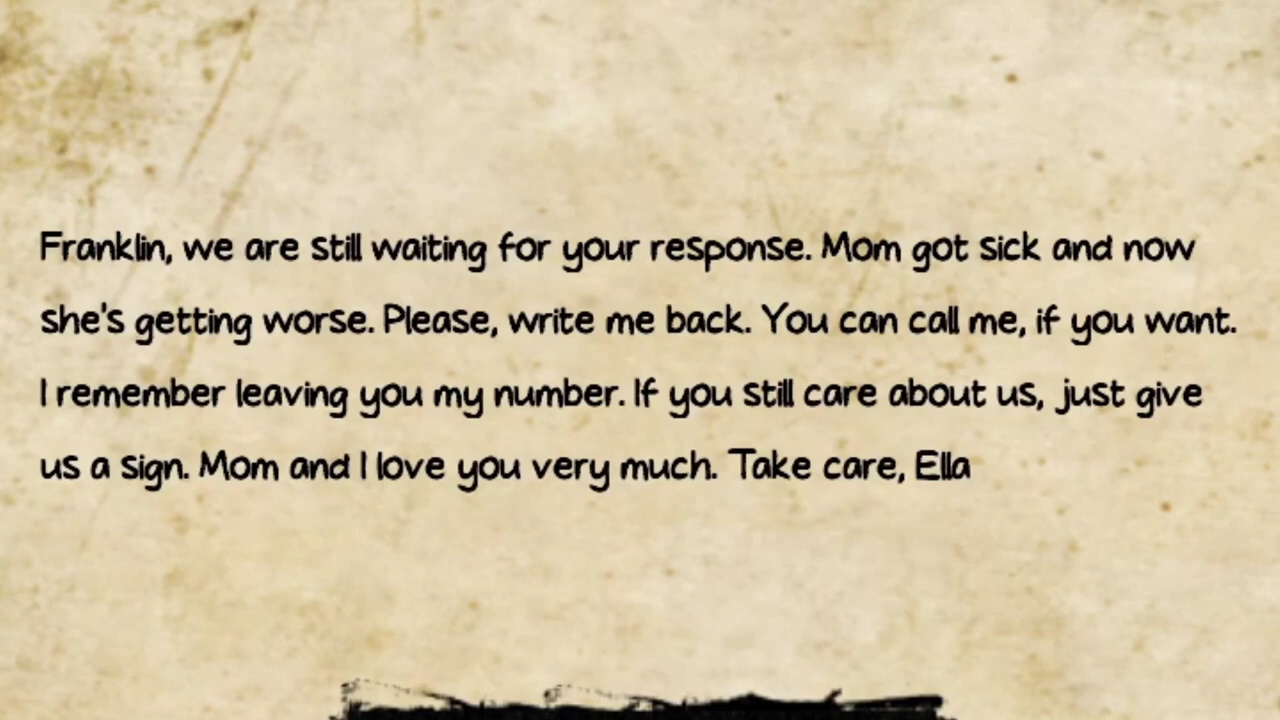 Franklin, we are still waiting for your response. Mom got sick and now
she's getting worse. Please, write me back. You can call me, if you want.
I remember leaving you my number. If you still care about us, just give
us a sign. Mom and I love you very much. Take care, Ella